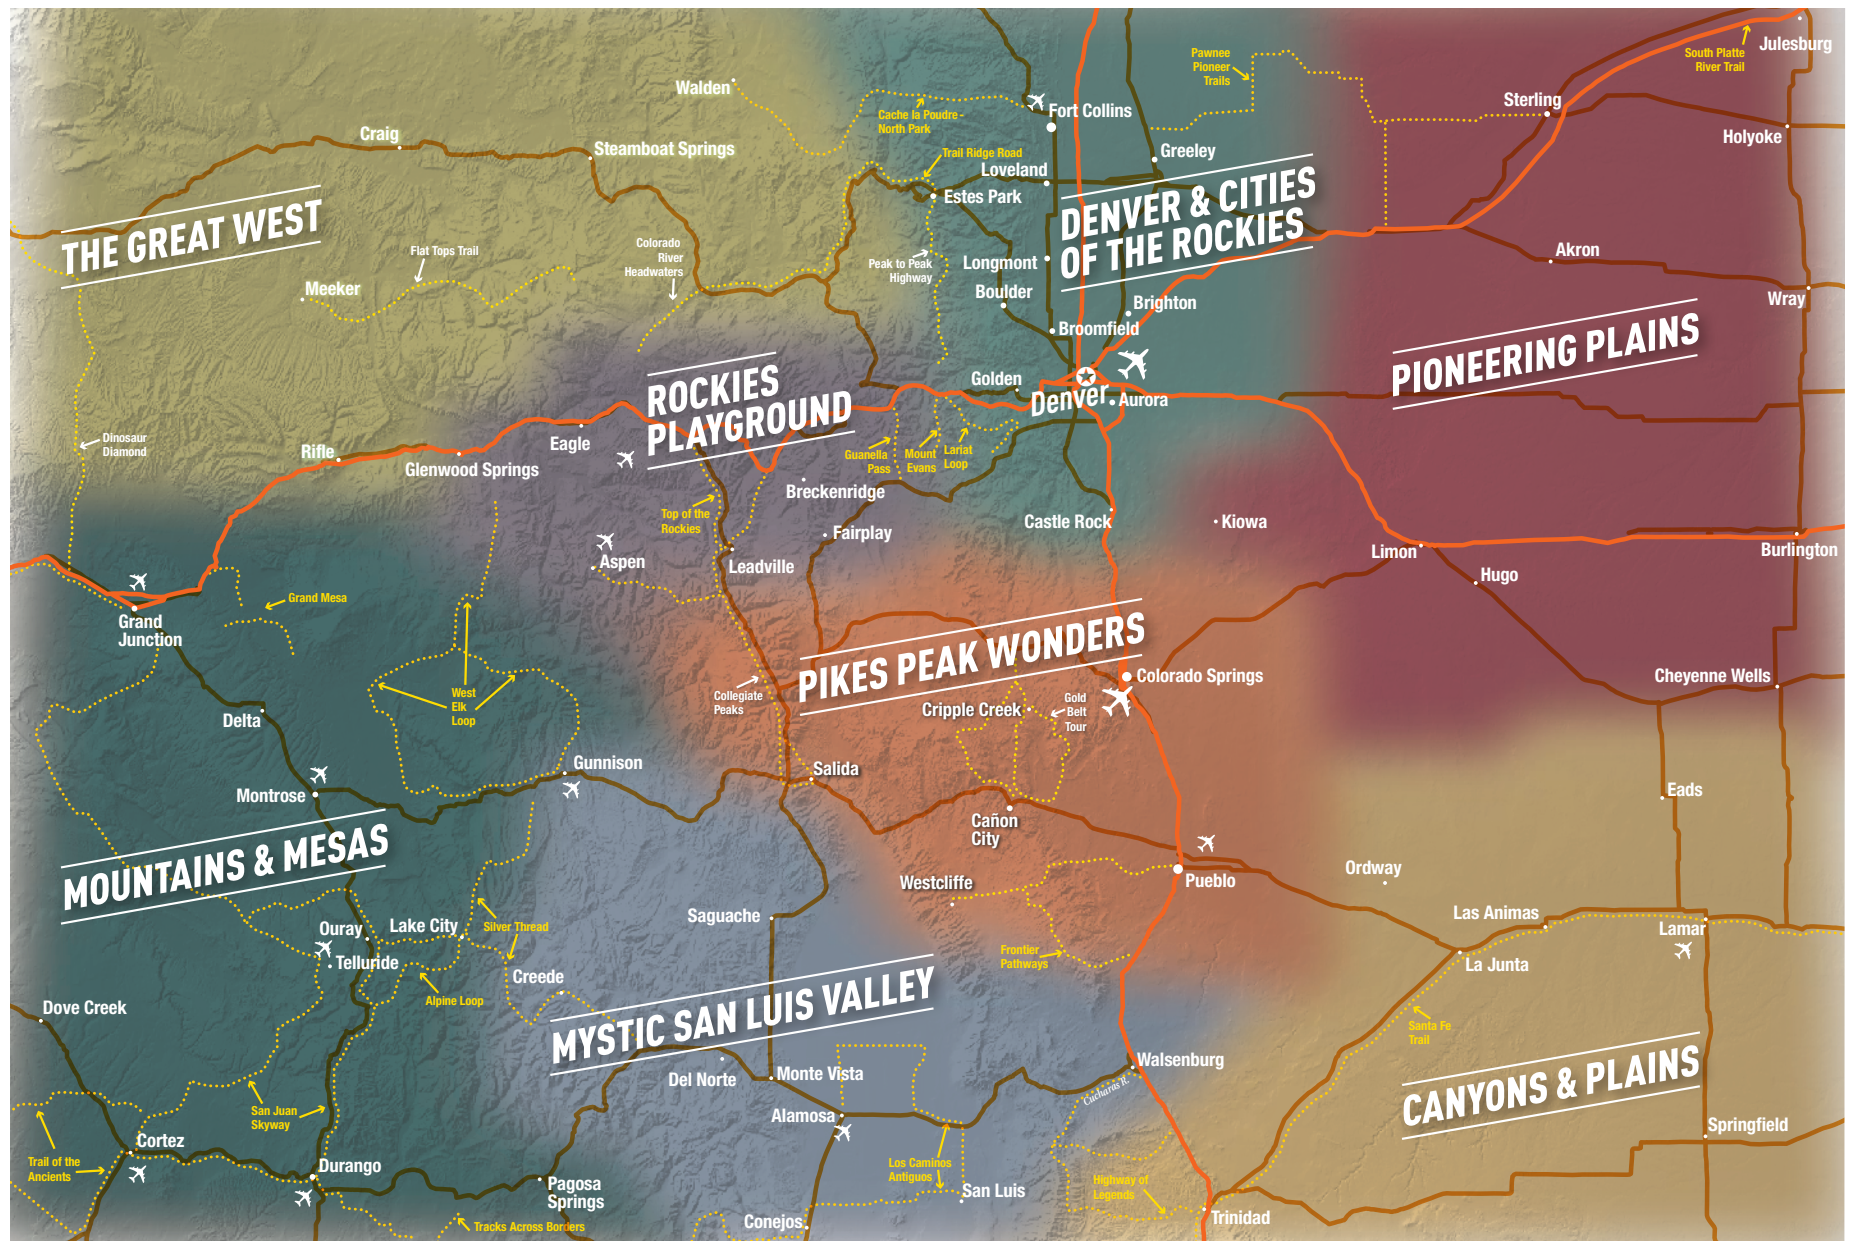 Julesburg
South Platte
River Trail
Pawnee
Pioneer
Trails
Walden
Sterling
Fort Collins
Cache la Poudre -
North Park
Craig
Holyoke
Steamboat Springs
Greeley
Trail Ridge Road
Loveland
Estes Park
DENVER & CITIES
OF THE ROCKIES
THE GREAT WEST
Flat Tops Trail
Colorado
River
Headwaters
Akron
Peak to Peak
Highway
Longmont
Meeker
Boulder
Wray
Brighton
Broomfield
PIONEERING PLAINS
ROCKIES
PLAYGROUND
Golden
Denver
Aurora
Dinosaur
Diamond
Rifle
Eagle
Glenwood Springs
Guanella
Pass
Mount
Evans
Lariat
Loop
Breckenridge
Top of the
Rockies
Castle Rock
Kiowa
Fairplay
Limon
Burlington
Aspen
Leadville
Hugo
Grand Mesa
Grand
Junction
PIKES PEAK WONDERS
Colorado Springs
Cheyenne Wells
Collegiate
Peaks
West
Elk
Loop
Cripple Creek
Gold
Belt
Tour
Delta
Gunnison
Salida
Montrose
Eads
Cañon
City
MOUNTAINS & MESAS
Ordway
Westcliffe
Pueblo
Saguache
Las Animas
Lamar
Ouray
Lake City
Silver Thread
Telluride
Frontier
Pathways
La Junta
Creede
Alpine Loop
Dove Creek
MYSTIC SAN LUIS VALLEY
Santa Fe
Trail
Walsenburg
Del Norte
Monte Vista
Cucharas R.
CANYONS & PLAINS
San Juan
Skyway
Alamosa
Springfield
Cortez
Trail of the
Ancients
Durango
Los Caminos
Antiguos
Pagosa
Springs
San Luis
Highway of
Legends
Conejos
Tracks Across Borders
Trinidad